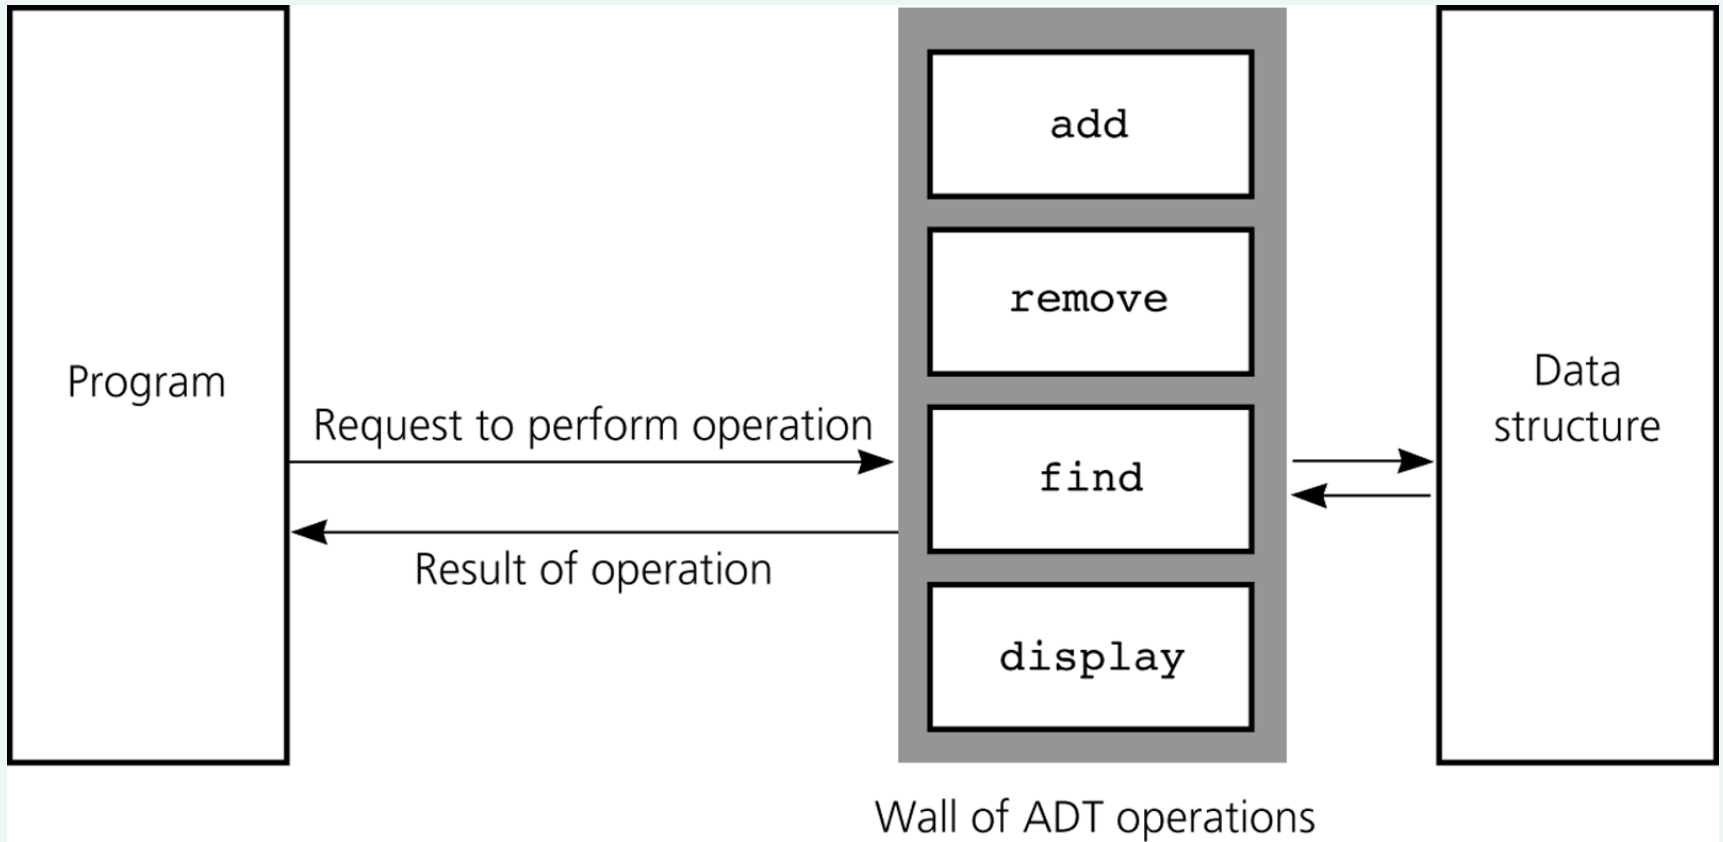 Program
Request to perform operation
Result of operation
add
remove
find
display
Wall of ADT operations
Data
structure